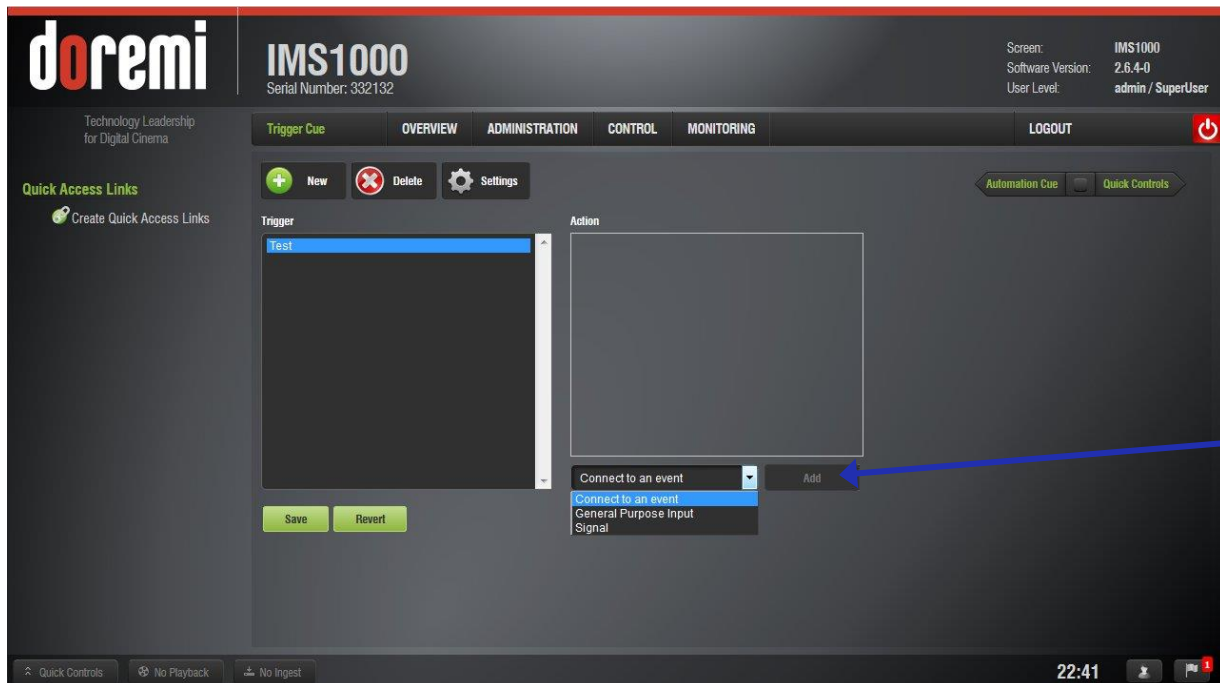 doremi
Technology Leadership
for Digital Cinema
IMS1000
Serial Number: 332132
Screen: IMS1000
Software Version: 2.6.4-0
User Level: admin / SuperUser
Trigger Cue OVERVIEW ADMINISTRATION CONTROL MONITORING LOGOUT
Quick Access Links
Create Quick Access Links
New Delete Settings
Automation Cue Quick Controls
Trigger Action
Test
Connect to an event Add
Connect to an event
General Purpose Input
Signal
Save Revert
Quick Controls No Playback No Ingest 22:41 1